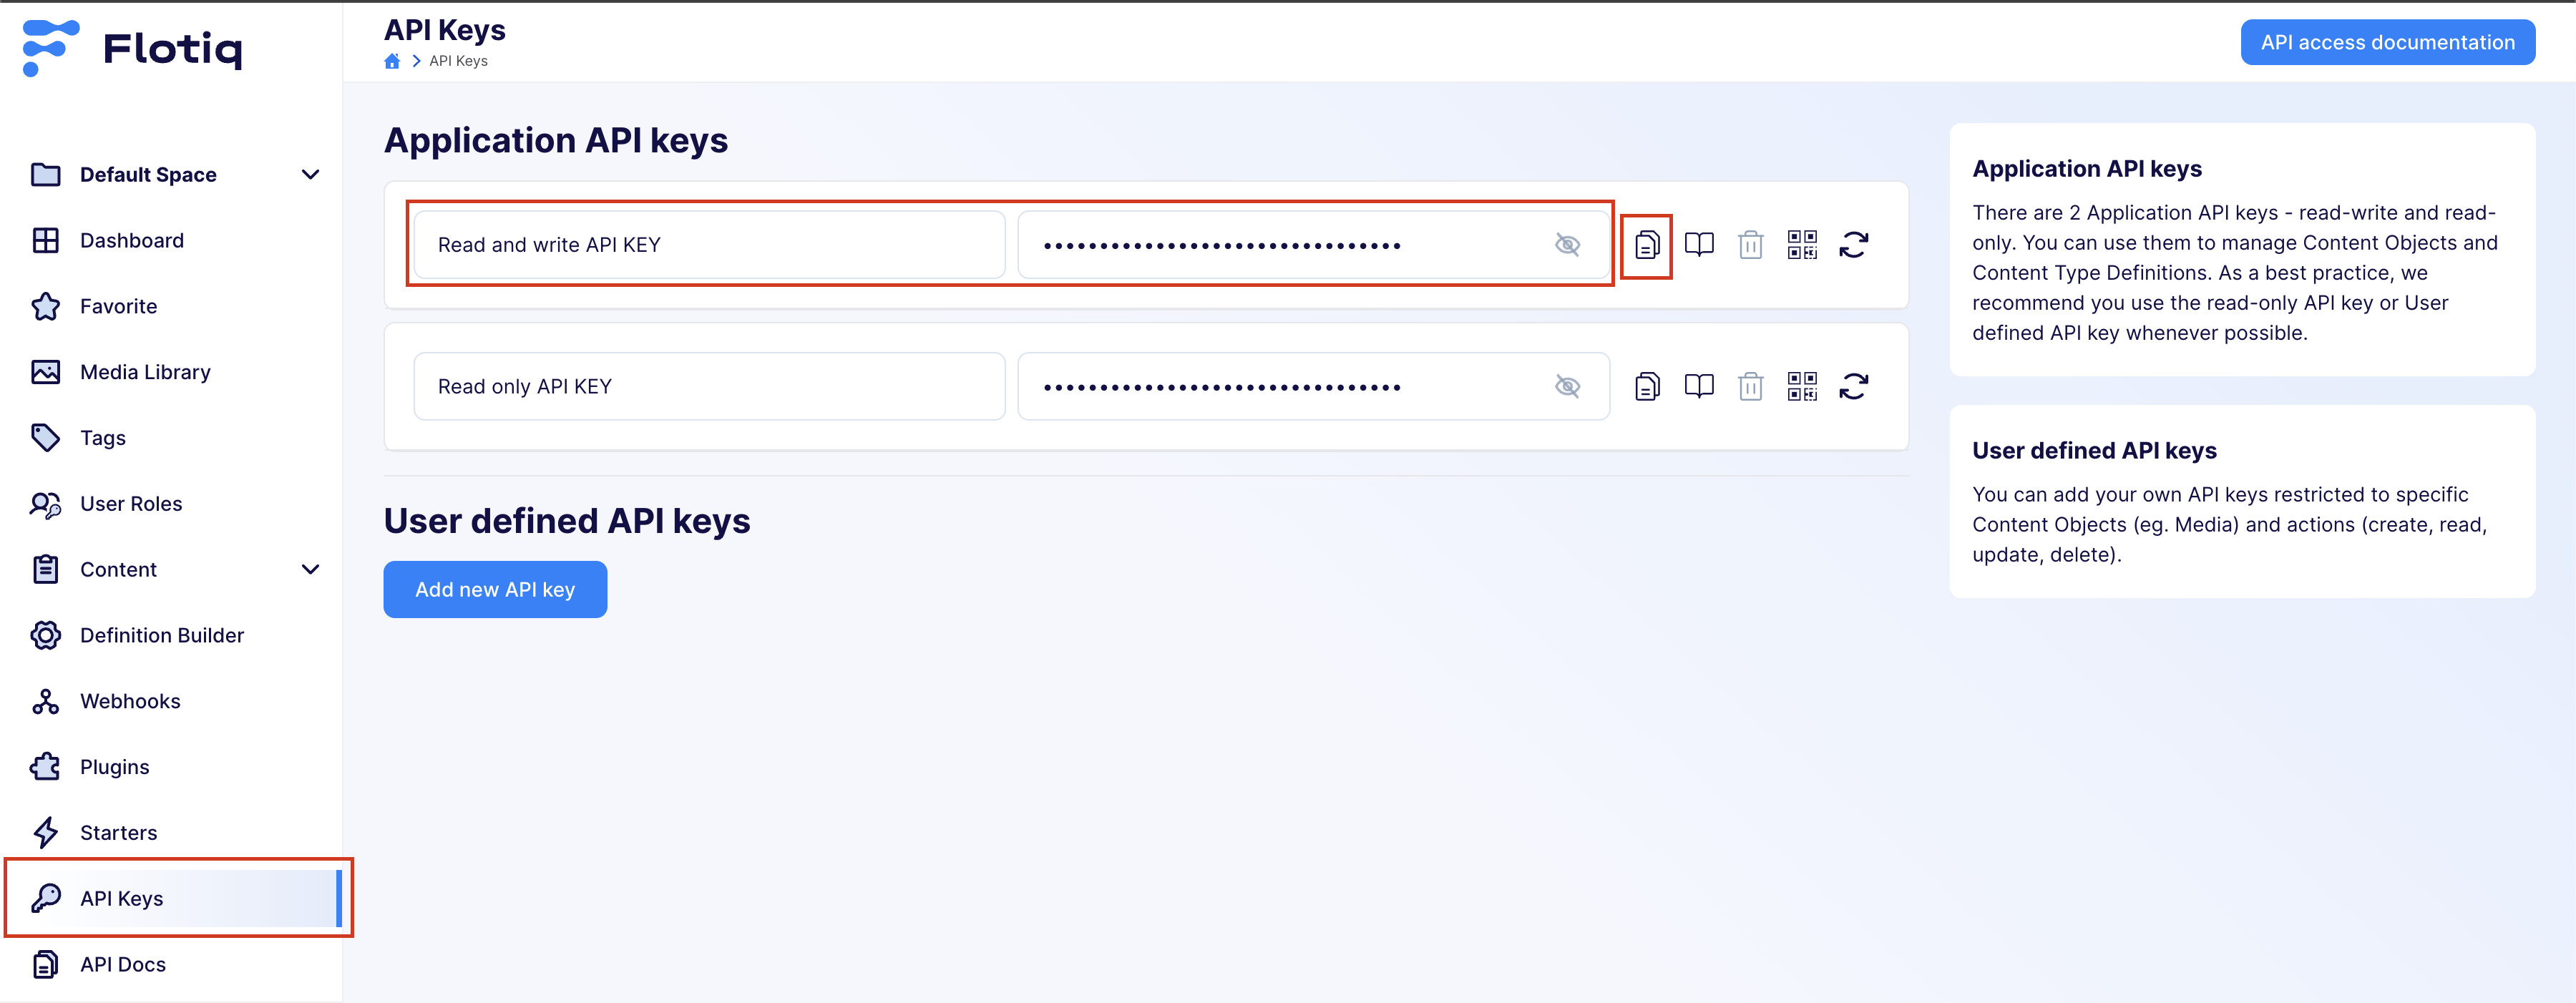 Flotiq
Default Space
Dashboard
Favorite
Media Library
Tags
User Roles
Content
Definition Builder
Webhooks
Plugins
Starters
API Keys
API Docs
API Keys
API Keys
API access documentation
Application API keys
Read and write API KEY
Read only API KEY
User defined API keys
Add new API key
Application API keys
There are 2 Application API keys - read-write and read-
only. You can use them to manage Content Objects and
Content Type Definitions. As a best practice, we
recommend you use the read-only API key or User
defined API key whenever possible.
User defined API keys
You can add your own API keys restricted to specific
Content Objects (eg. Media) and actions (create, read,
update, delete).